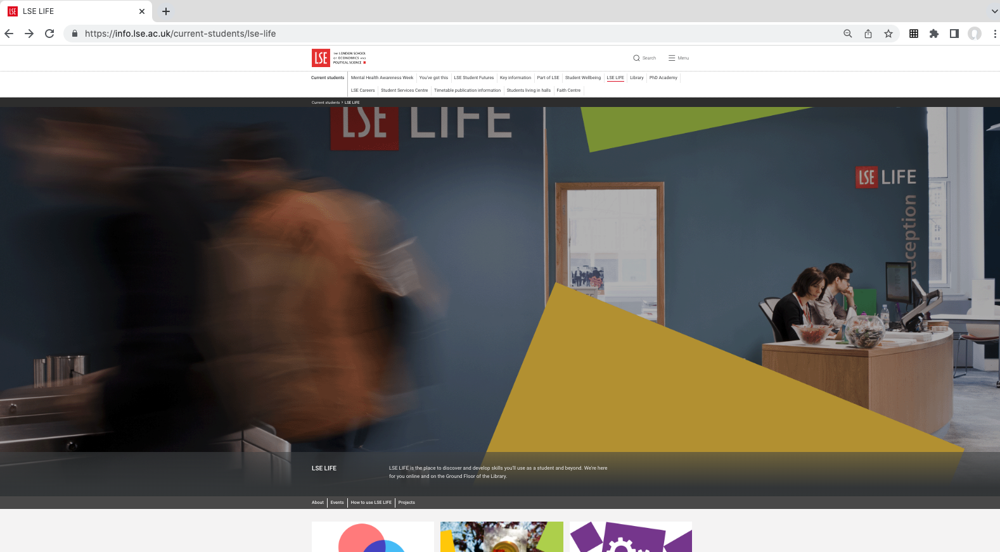 LSE LIFE
https://info.lse.ac.uk/current-students/lse-life
LSE THE LONDON SCHOOL
OF ECONOMICS AND
POLITICAL SCIENCE
Search Menu
Current students Mental Health Awareness Week You've got this LSE Student Futures Key information Part of LSE Student Wellbeing LSE LIFE Library PhD Academy
LSE Careers Student Services Centre Timetable publication information Students living in halls Faith Centre
Current students > LSE LIFE
LSE LIFE
LSE LIFE
eception
LSE LIFE
LSE LIFE is the place to discover and develop skills you'll use as a student and beyond. We're here
for you online and on the Ground Floor of the Library.
About Events How to use LSE LIFE Projects